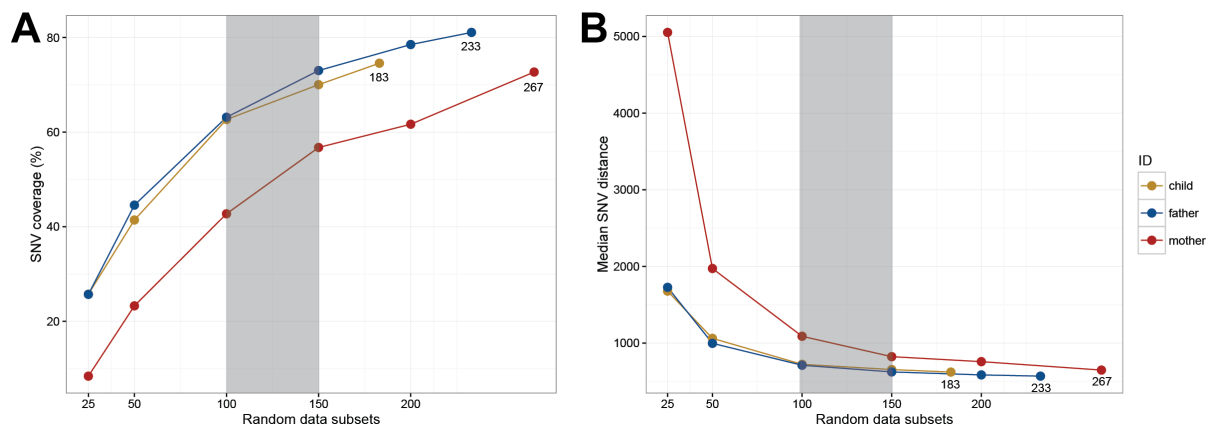 A
SNV coverage (%)
80
60
40
20
233
183
267
25
50
100
150
200
Random data subsets
B
Median SNV distance
5000
4000
3000
2000
1000
183
233
267
25
50
100
150
200
Random data subsets
ID
child
father
mother